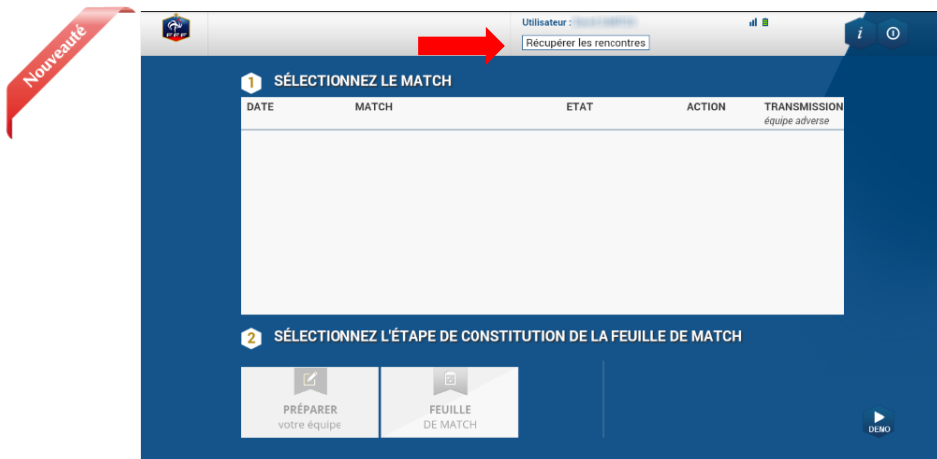 Nouveauté
FFF
Utilisateur :
Récupérer les rencontres
i
1 SÉLECTIONNEZ LE MATCH
DATE MATCH ETAT ACTION TRANSMISSION
équipe adverse
2 SÉLECTIONNEZ L'ÉTAPE DE CONSTITUTION DE LA FEUILLE DE MATCH
PRÉPARER
votre équipe
FEUILLE
DE MATCH
DEMO